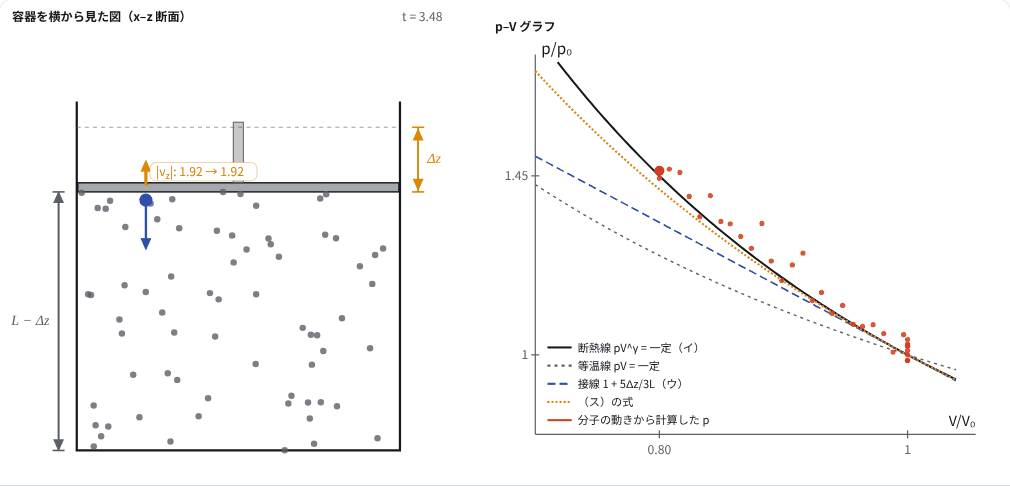 容器を横から見た図（x–z 断面）
t = 3.48
|vz|: 1.92 → 1.92
Δz
L − Δz
p–V グラフ
p/p₀
1.45
1
断熱線 pV^γ = 一定（イ）
等温線 pV = 一定
接線 1 + 5Δz/3L（ウ）
（ス）の式
分子の動きから計算した p
V/V₀
0.80
1